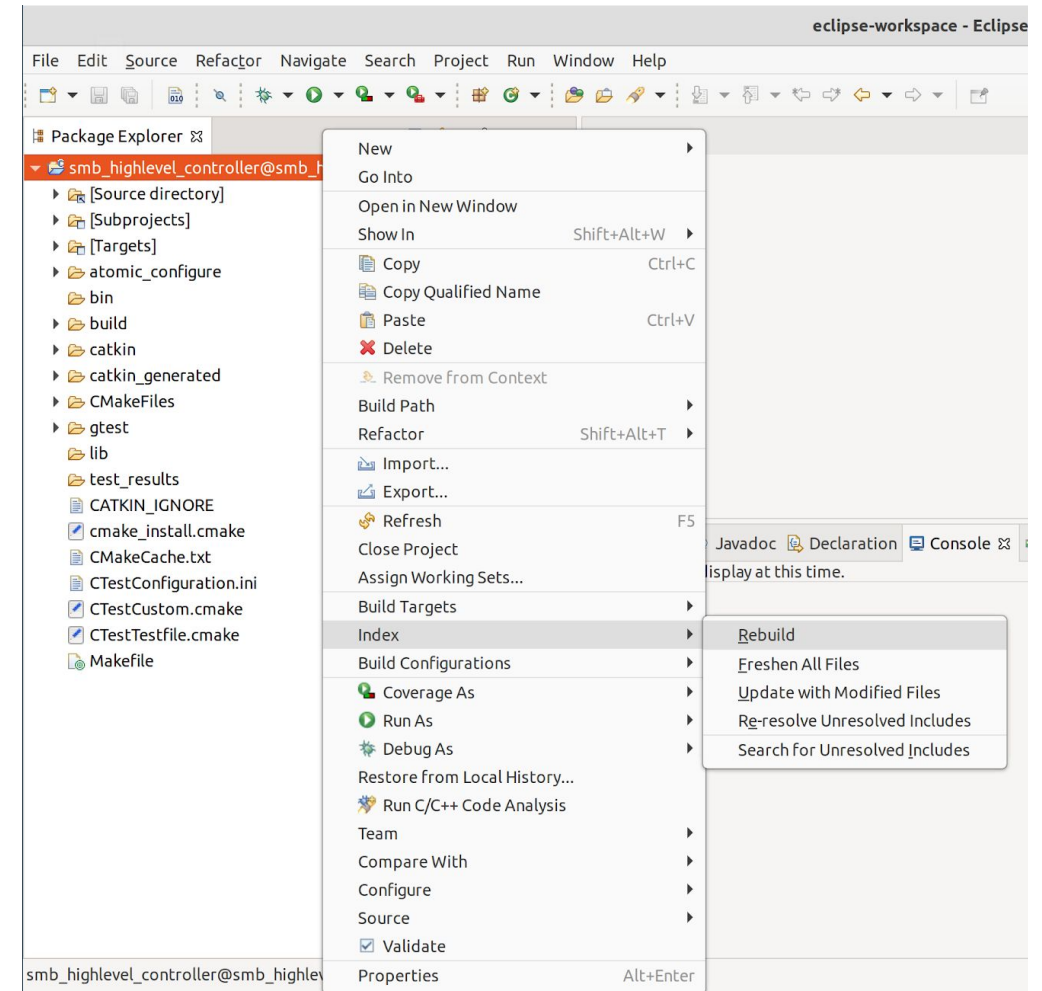 eclipse-workspace - Eclipse
File Edit Source Refactor Navigate Search Project Run Window Help
Package Explorer
smb_highlevel_controller@smb_h
[Source directory]
[Subprojects]
[Targets]
atomic_configure
bin
build
catkin
catkin_generated
CMakeFiles
gtest
lib
test_results
CATKIN_IGNORE
cmake_install.cmake
CMakeCache.txt
CTestConfiguration.ini
CTestCustom.cmake
CTestTestfile.cmake
Makefile
New
Go Into
Open in New Window
Show In Shift+Alt+W
Copy Ctrl+C
Copy Qualified Name
Paste Ctrl+V
Delete
Remove from Context
Build Path
Refactor Shift+Alt+T
Import...
Export...
Refresh F5
Close Project
Assign Working Sets...
Build Targets
Index
Build Configurations
Coverage As
Run As
Debug As
Restore from Local History...
Run C/C++ Code Analysis
Team
Compare With
Configure
Source
Validate
Properties Alt+Enter
Javadoc Declaration Console
display at this time.
Rebuild
Freshen All Files
Update with Modified Files
Re-resolve Unresolved Includes
Search for Unresolved Includes
smb_highlevel_controller@smb_highlev